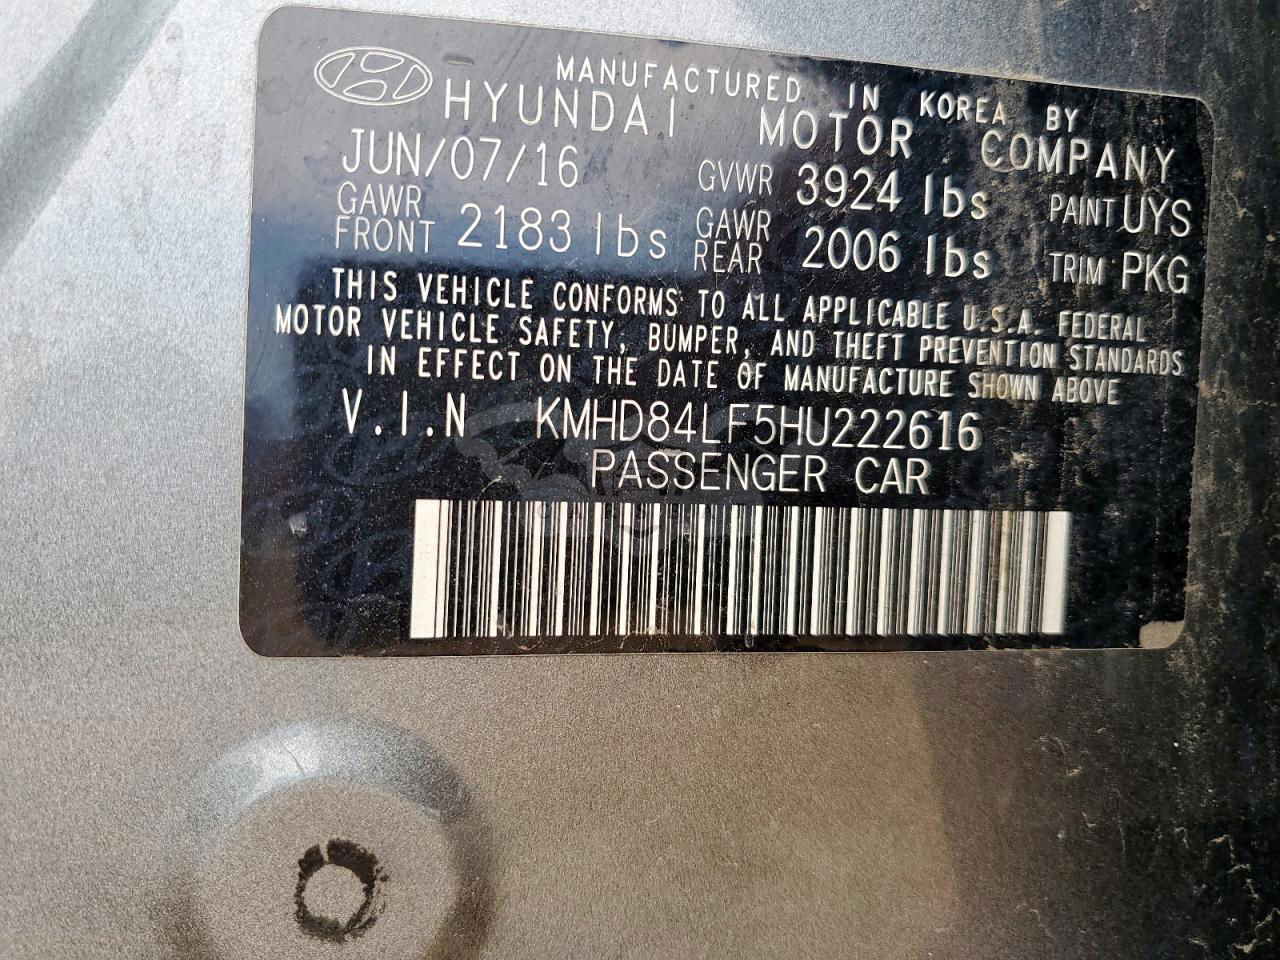 MANUFACTURED IN KOREA BY
HYUNDAI MOTOR COMPANY
JUN/07/16 GVWR 3924 lbs PAINT UYS
GAWR FRONT 2183 lbs GAWR REAR 2006 lbs TRIM PKG
THIS VEHICLE CONFORMS TO ALL APPLICABLE U.S.A. FEDERAL
MOTOR VEHICLE SAFETY, BUMPER, AND THEFT PREVENTION STANDARDS
IN EFFECT ON THE DATE OF MANUFACTURE SHOWN ABOVE
V.I.N KMHD84LF5HU222616
PASSENGER CAR